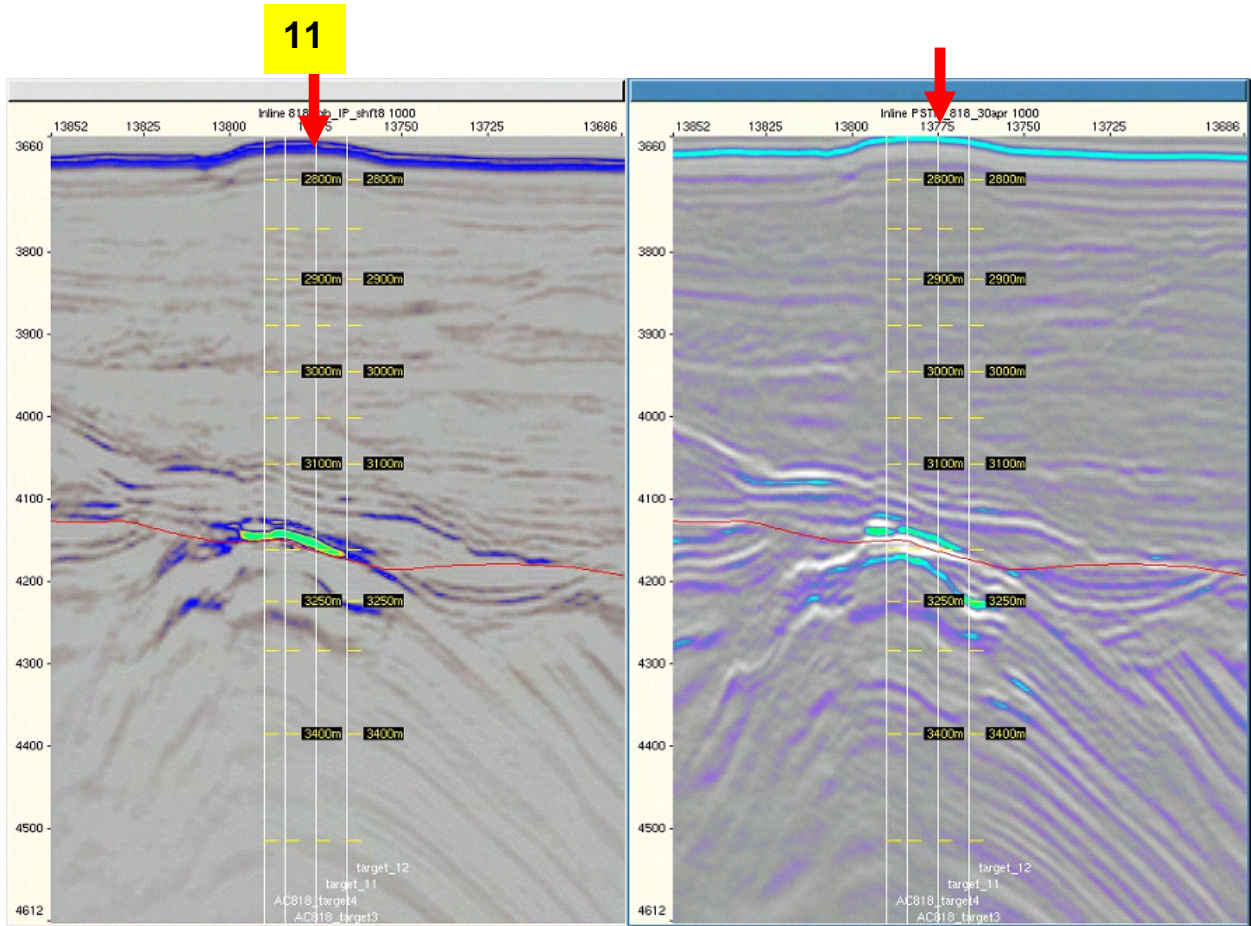 11
Inline PSTM_818_30apr 1000
13852 13825 13800 13750 13725 13686
13852 13825 13800 13775 13750 13725 13686
3660
3660
2800m 2800m
2800m 2800m
3800
3800
2900m 2900m
2900m 2900m
3900
3900
3000m 3000m
3000m 3000m
4000
4000
3100m 3100m
3100m 3100m
4100
4100
4200
4200
3250m 3250m
3250m 3250m
4300
4300
3400m 3400m
3400m 3400m
4400
4400
4500
4500
target_12
target_11
AC818_target4
AC818_target3
target_12
target_11
AC818_target4
AC818_target3
4612
4612